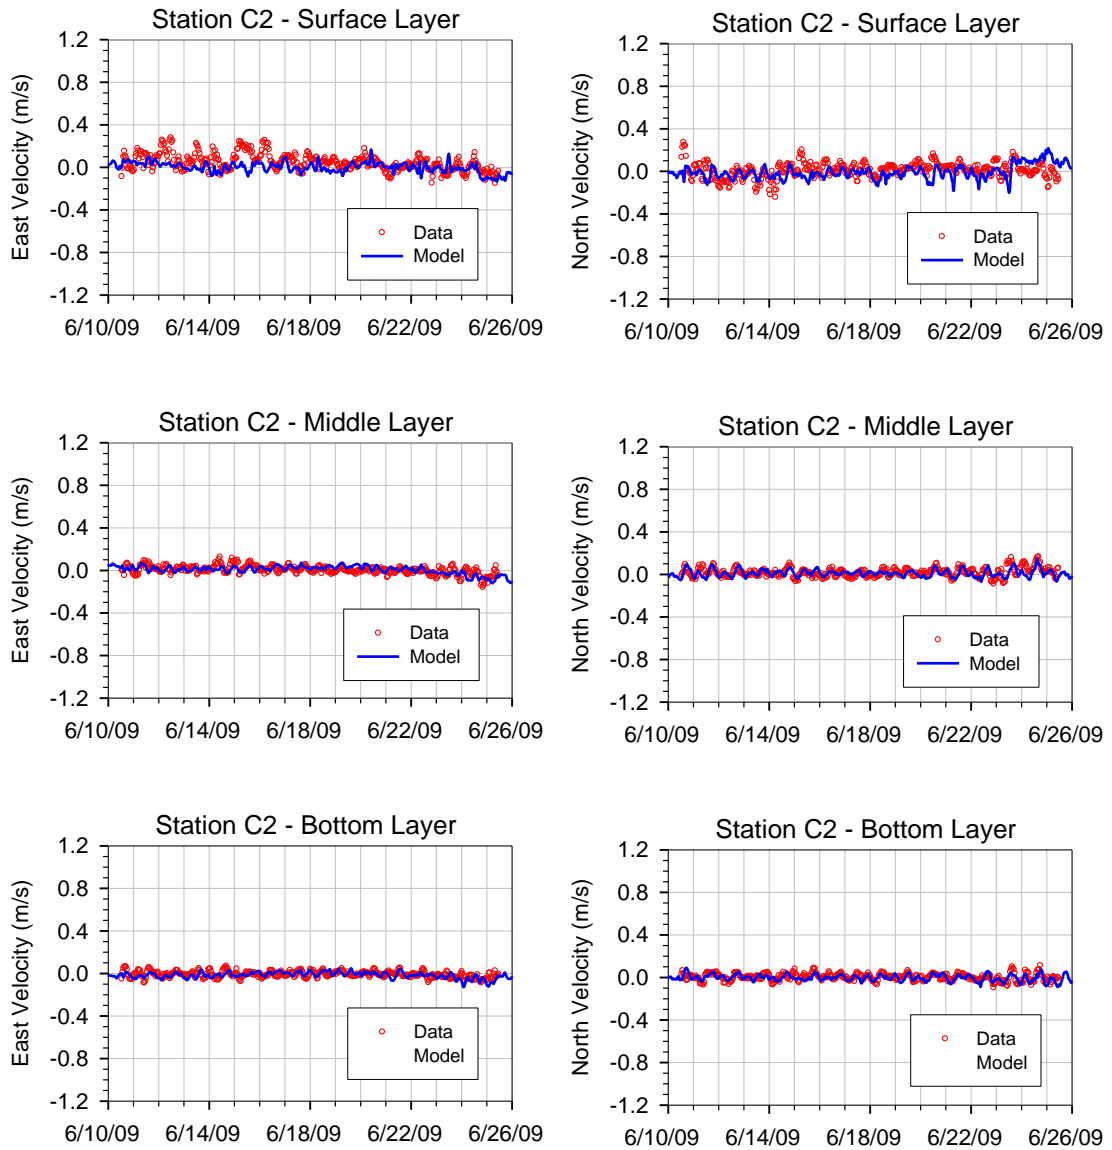 Station C2 - Surface Layer
East Velocity (m/s)
1.2
0.8
0.4
0.0
-0.4
-0.8
-1.2
Data
Model
6/10/09 6/14/09 6/18/09 6/22/09 6/26/09
Station C2 - Surface Layer
North Velocity (m/s)
1.2
0.8
0.4
0.0
-0.4
-0.8
-1.2
Data
Model
6/10/09 6/14/09 6/18/09 6/22/09 6/26/09
Station C2 - Middle Layer
East Velocity (m/s)
1.2
0.8
0.4
0.0
-0.4
-0.8
-1.2
Data
Model
6/10/09 6/14/09 6/18/09 6/22/09 6/26/09
Station C2 - Middle Layer
North Velocity (m/s)
1.2
0.8
0.4
0.0
-0.4
-0.8
-1.2
Data
Model
6/10/09 6/14/09 6/18/09 6/22/09 6/26/09
Station C2 - Bottom Layer
East Velocity (m/s)
1.2
0.8
0.4
0.0
-0.4
-0.8
-1.2
Data
Model
6/10/09 6/14/09 6/18/09 6/22/09 6/26/09
Station C2 - Bottom Layer
North Velocity (m/s)
1.2
0.8
0.4
0.0
-0.4
-0.8
-1.2
Data
Model
6/10/09 6/14/09 6/18/09 6/22/09 6/26/09